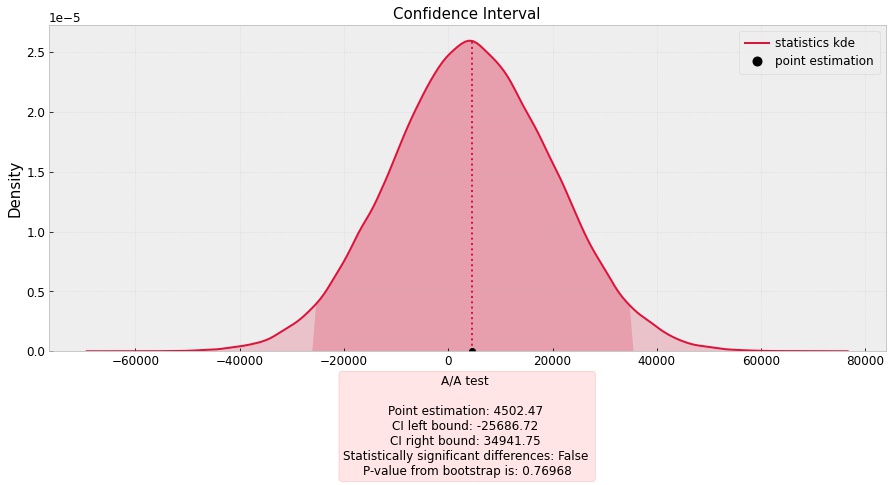 Confidence Interval
1e−5
statistics kde
point estimation
2.5
2.0
1.5
1.0
0.5
0.0
Density
−60000 −40000 −20000 0 20000 40000 60000 80000
A/A test
Point estimation: 4502.47
CI left bound: -25686.72
CI right bound: 34941.75
Statistically significant differences: False
P-value from bootstrap is: 0.76968